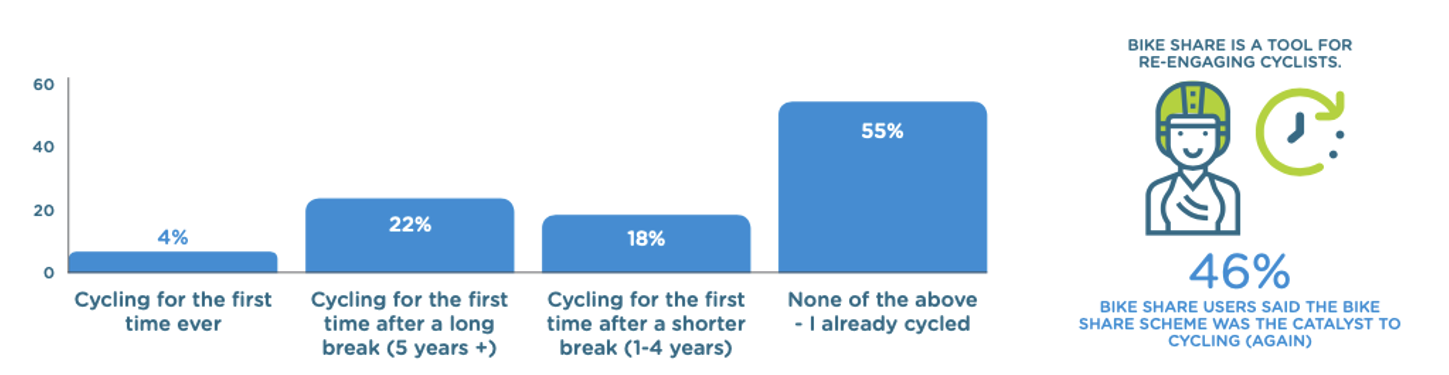 60
40
20
0
4%
22%
18%
55%
Cycling for the first
time ever
Cycling for the first
time after a long
break (5 years +)
Cycling for the first
time after a shorter
break (1-4 years)
None of the above
- I already cycled
BIKE SHARE IS A TOOL FOR
RE-ENGAGING CYCLISTS.
46%
BIKE SHARE USERS SAID THE BIKE
SHARE SCHEME WAS THE CATALYST TO
CYCLING (AGAIN)